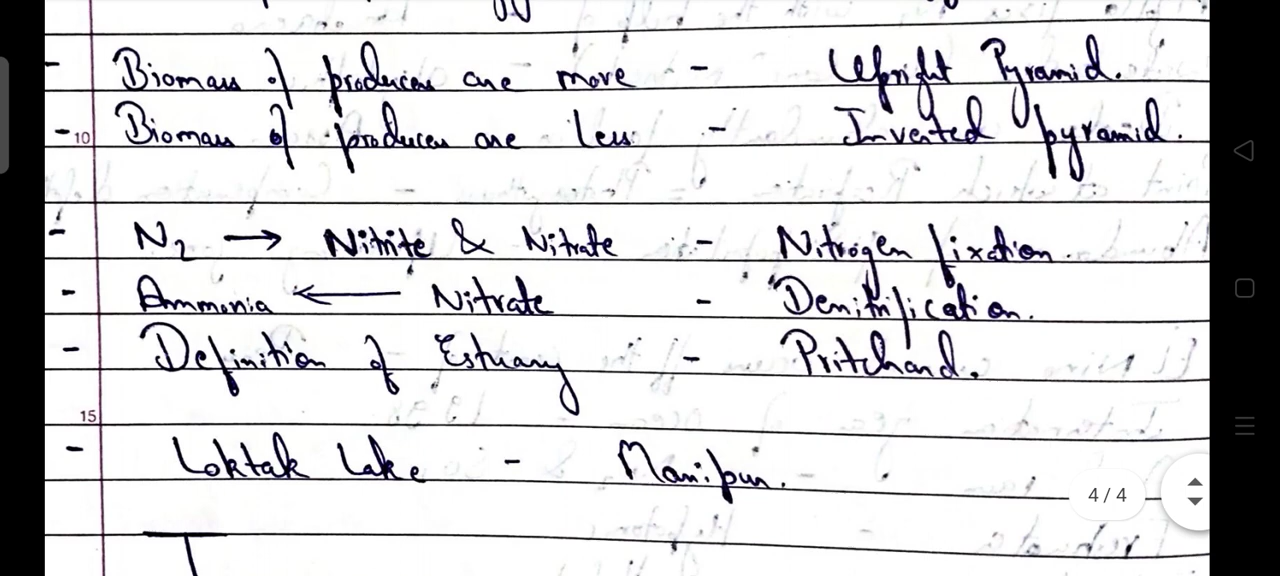 - Biomass of producers are more - Upright Pyramid.
-10 Biomass of producers are less - Inverted pyramid.
- N2 → Nitrite & Nitrate - Nitrogen fixation.
- Ammonia ← Nitrate - Denitrification.
- Definition of Estuary - Pritchard.
15
- Loktak Lake - Manipur.
4/4